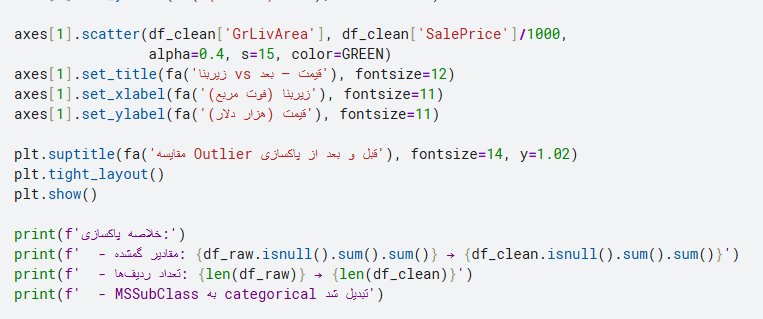 axes[1].scatter(df_clean['GrLivArea'], df_clean['SalePrice']/1000,
alpha=0.4, s=15, color=GREEN)
axes[1].set_title(fa('زیربنا vs قیمت — بعد'), fontsize=12)
axes[1].set_xlabel(fa('زیربنا (فوت مربع)'), fontsize=11)
axes[1].set_ylabel(fa('قیمت (هزار دلار)'), fontsize=11)
plt.suptitle(fa('مقایسه Outlier قبل و بعد از پاکسازی'), fontsize=14, y=1.02)
plt.tight_layout()
plt.show()
print(f'خلاصه پاکسازی:')
print(f'  - مقادیر گمشده: {df_raw.isnull().sum().sum()} → {df_clean.isnull().sum().sum()}')
print(f'  - تعداد ردیف‌ها: {len(df_raw)} → {len(df_clean)}')
print(f'  - MSSubClass به categorical تبدیل شد')